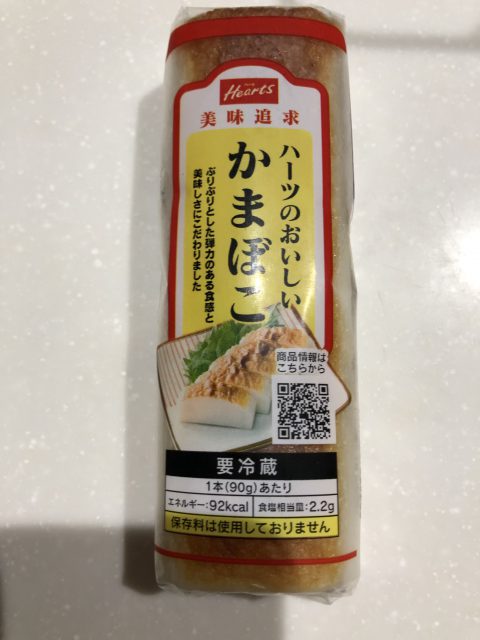 Hearts
美味追求
ハーツのおいしい
かまぼこ
ぷりぷりとした弾力のある食感と
美味しさにこだわりました
商品情報は
こちらから
要冷蔵
1本(90g)あたり
エネルギー:92kcal 食塩相当量:2.2g
保存料は使用しておりません